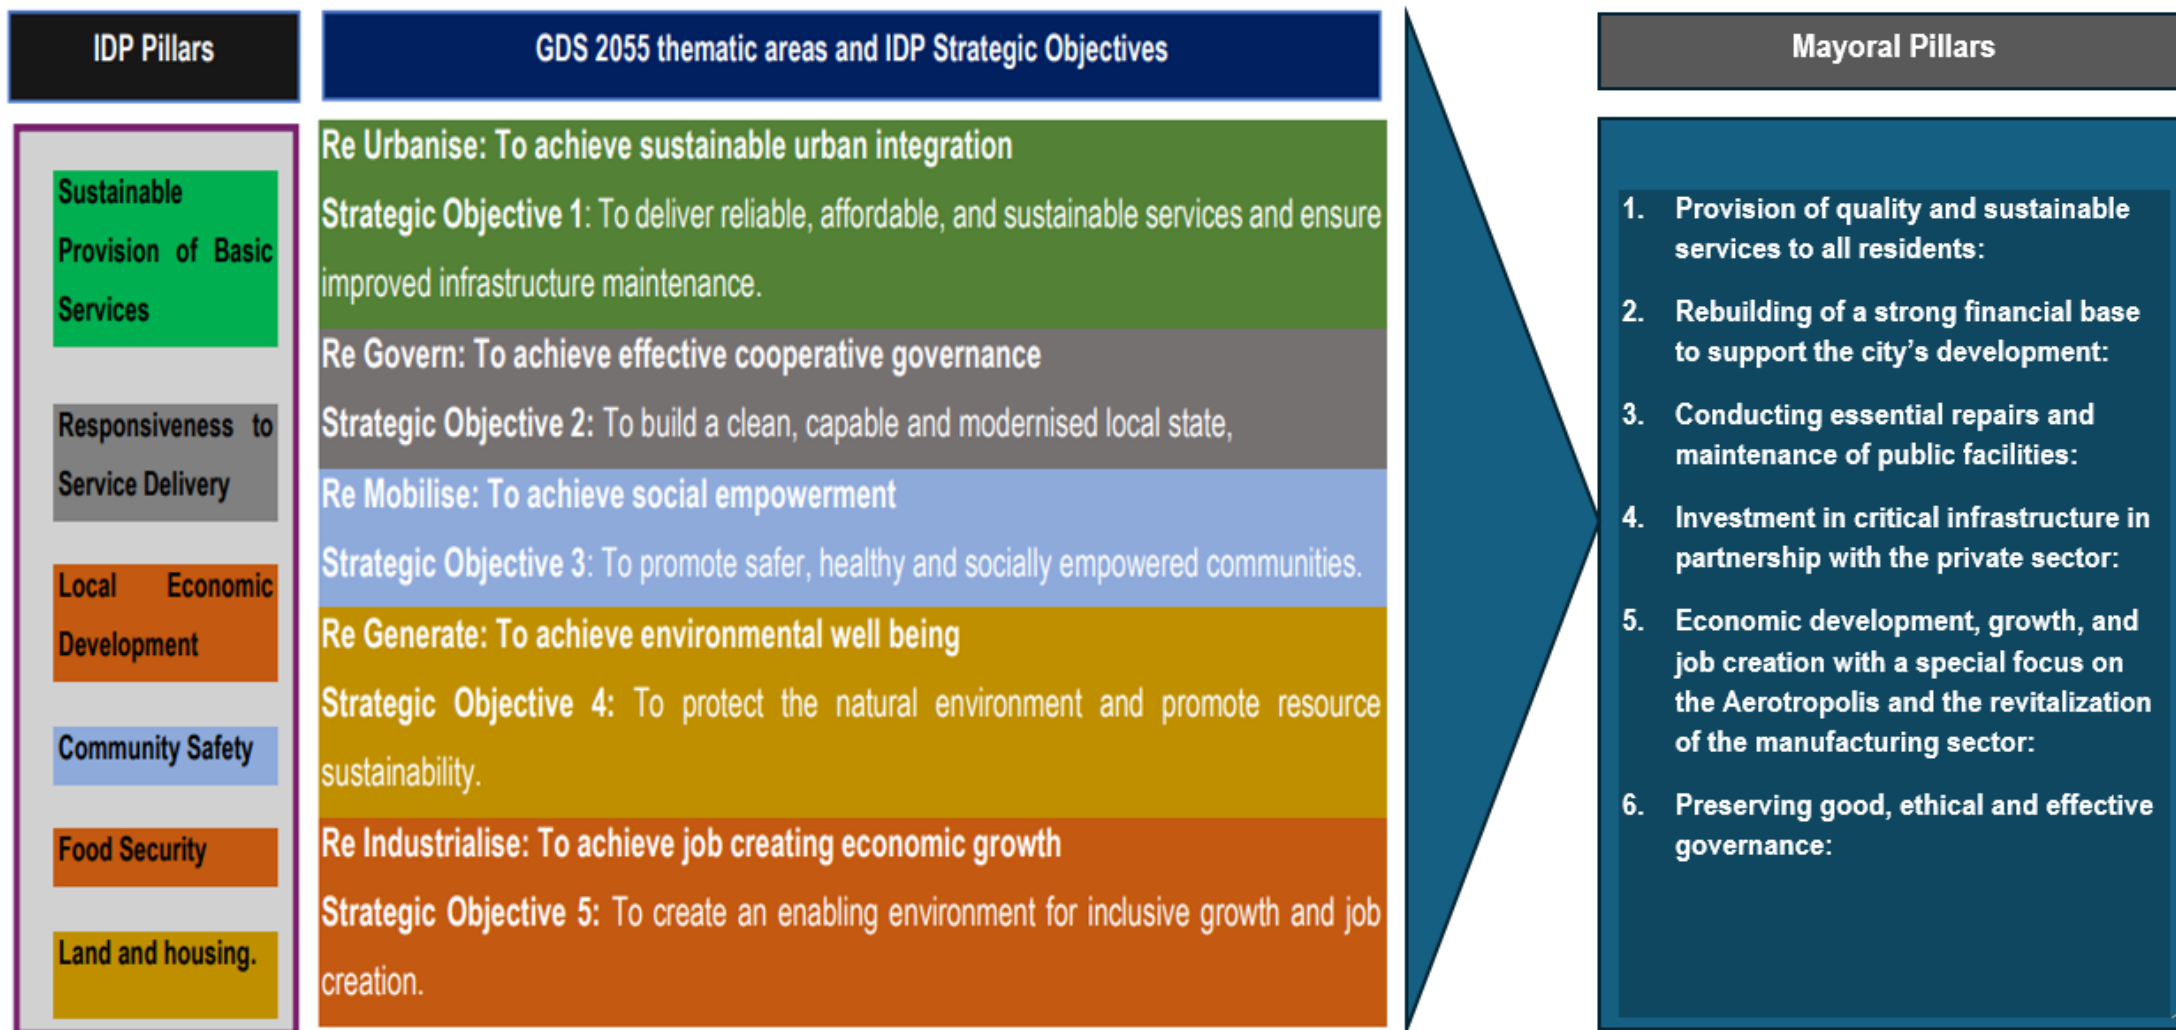 IDP Pillars
GDS 2055 thematic areas and IDP Strategic Objectives
Mayoral Pillars
Sustainable
Provision of Basic
Services
Responsiveness to
Service Delivery
Local Economic
Development
Community Safety
Food Security
Land and housing.
Re Urbanise: To achieve sustainable urban integration
Strategic Objective 1: To deliver reliable, affordable, and sustainable services and ensure
improved infrastructure maintenance.
Re Govern: To achieve effective cooperative governance
Strategic Objective 2: To build a clean, capable and modernised local state,
Re Mobilise: To achieve social empowerment
Strategic Objective 3: To promote safer, healthy and socially empowered communities.
Re Generate: To achieve environmental well being
Strategic Objective 4: To protect the natural environment and promote resource
sustainability.
Re Industrialise: To achieve job creating economic growth
Strategic Objective 5: To create an enabling environment for inclusive growth and job
creation.
1. Provision of quality and sustainable
services to all residents:
2. Rebuilding of a strong financial base
to support the city’s development:
3. Conducting essential repairs and
maintenance of public facilities:
4. Investment in critical infrastructure in
partnership with the private sector:
5. Economic development, growth, and
job creation with a special focus on
the Aerotropolis and the revitalization
of the manufacturing sector:
6. Preserving good, ethical and effective
governance: